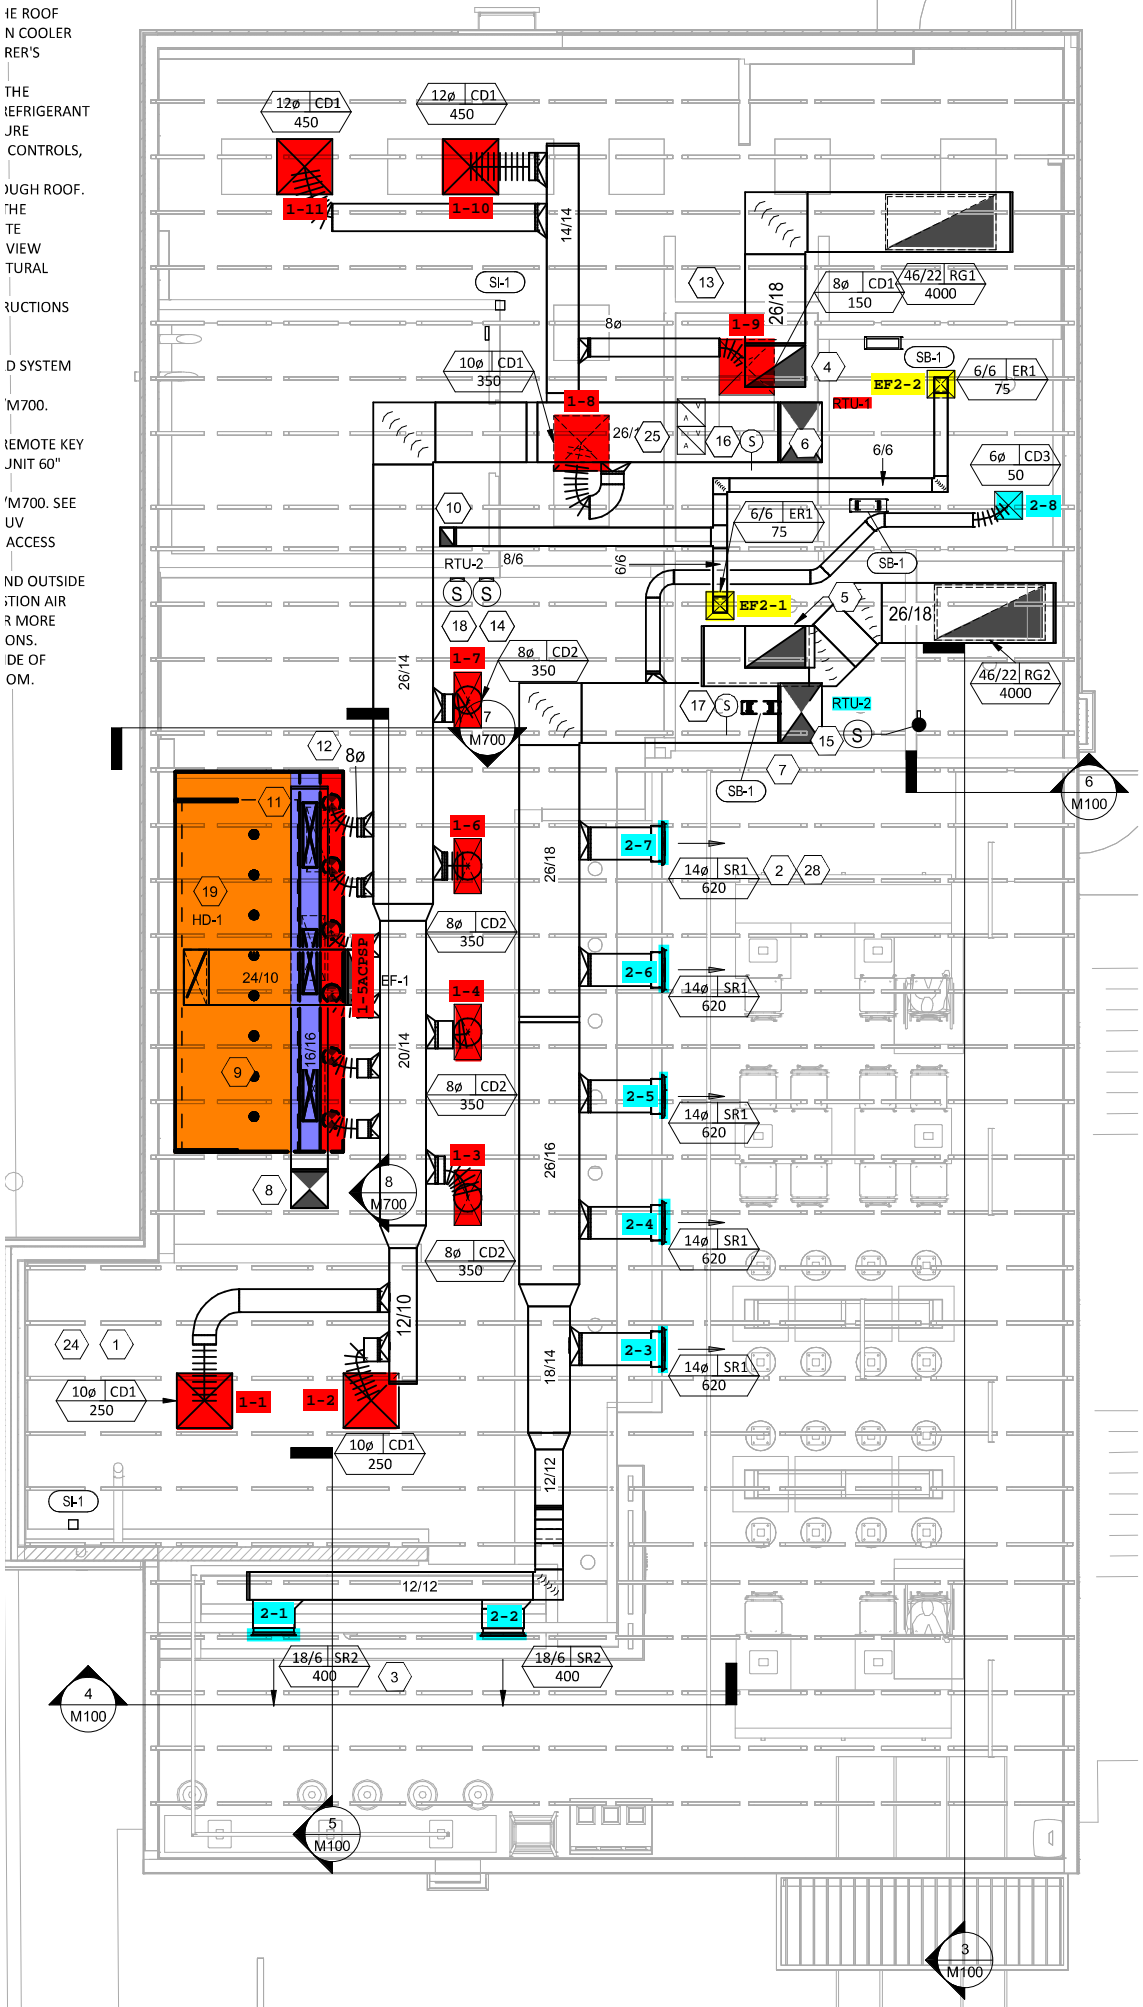 HE ROOF
N COOLER
RER'S
THE
REFRIGERANT
URE
CONTROLS,
OUGH ROOF.
THE
TE
VIEW
TURAL
RUCTIONS
D SYSTEM
/M700.
REMOTE KEY
UNIT 60"
/M700. SEE
UV
ACCESS
ND OUTSIDE
STION AIR
R MORE
ONS.
IDE OF
OM.
12ø CD1
450
12ø CD1
450
1-11
1-10
14/14
SI-1
13
26/18
8ø CD1
150
46/22 RG1
4000
8ø
1-9
10ø CD1
350
4
SB-1
EF2-2
6/6 ER1
75
RTU-1
1-8
26/1
25
V
A
V
A
16
S
6
6/6
6ø CD3
50
2-8
10
6/6 ER1
75
RTU-2
8/6
6/6
SB-1
S
S
EF2-1
5
26/18
18
14
26/14
1-7
8ø CD2
350
46/22 RG2
4000
17
S
RTU-2
7
M700
15
S
12
8ø
SB-1
7
6
M100
11
1-6
26/18
2-7
14ø SR1
620
2
28
19
HD-1
8ø CD2
350
24/10
1-5ACPSP
EF-1
2-6
14ø SR1
620
1-4
16/16
20/14
9
8ø CD2
350
2-5
14ø SR1
620
26/16
1-3
8
8
M700
2-4
14ø SR1
620
8ø CD2
350
12/10
24
1
2-3
18/14
14ø SR1
620
10ø CD1
250
1-1
1-2
10ø CD1
250
12/12
SI-1
12/12
2-1
2-2
18/6 SR2
400
3
18/6 SR2
400
4
M100
5
M100
3
M100